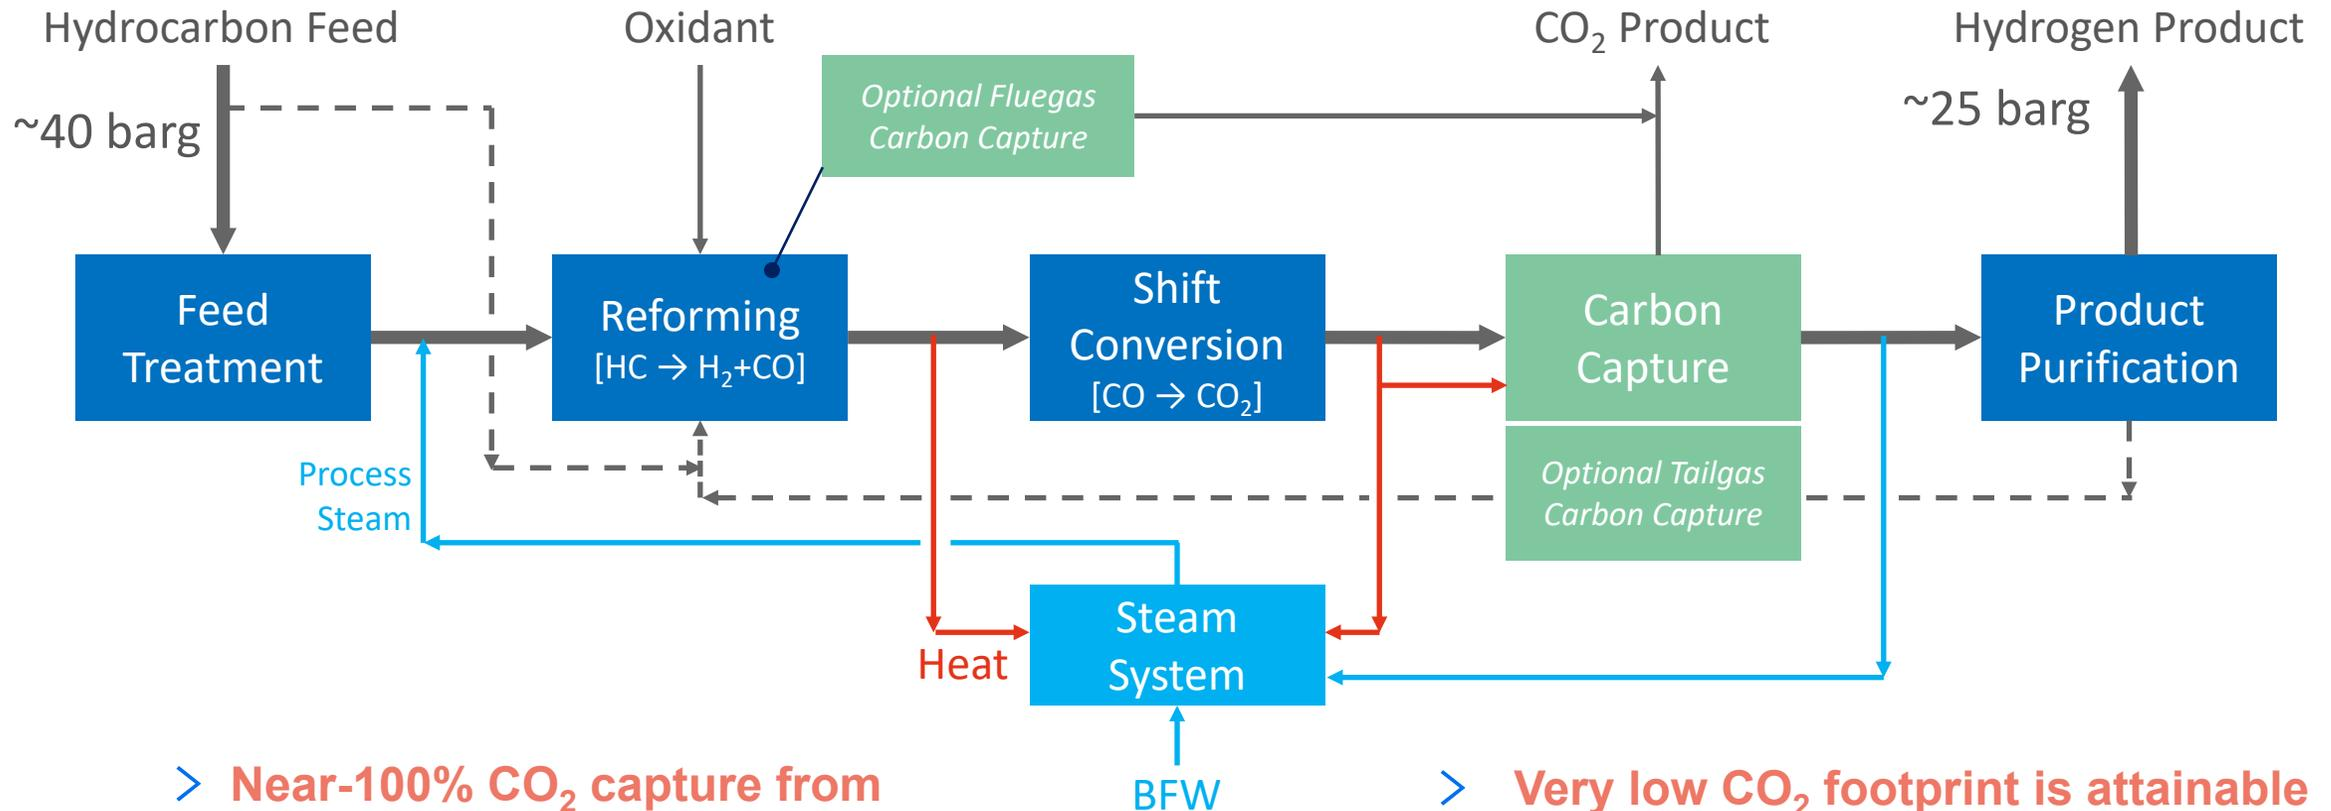 Hydrocarbon Feed
Oxidant
CO₂ Product
Hydrogen Product
~40 barg
Optional Fluegas
Carbon Capture
~25 barg
Feed
Treatment
Reforming
[HC → H₂+CO]
Shift
Conversion
[CO → CO₂]
Carbon
Capture
Product
Purification
Process
Steam
Optional Tailgas
Carbon Capture
Heat
Steam
System
BFW
> Near-100% CO₂ capture from
> Very low CO₂ footprint is attainable